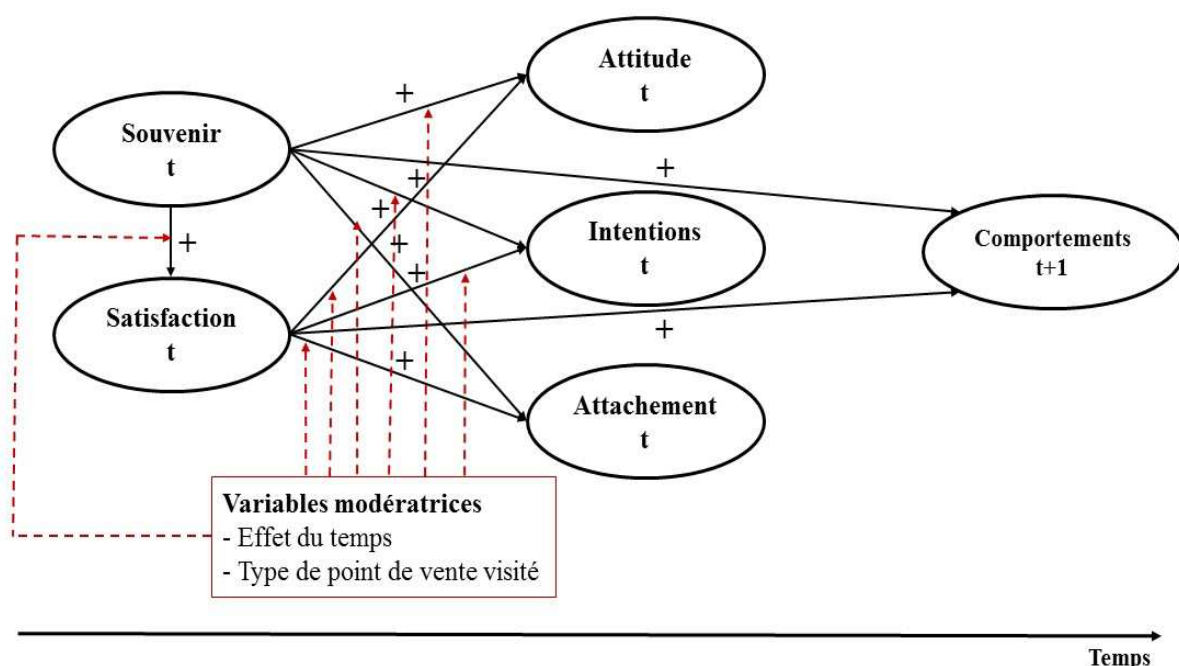 Attitude
t
+
Souvenir
t
+
+
+
+
Intentions
t
Comportements
t+1
+
+
Satisfaction
t
+
+
Attachement
t
Variables modératrices
- Effet du temps
- Type de point de vente visité
Temps